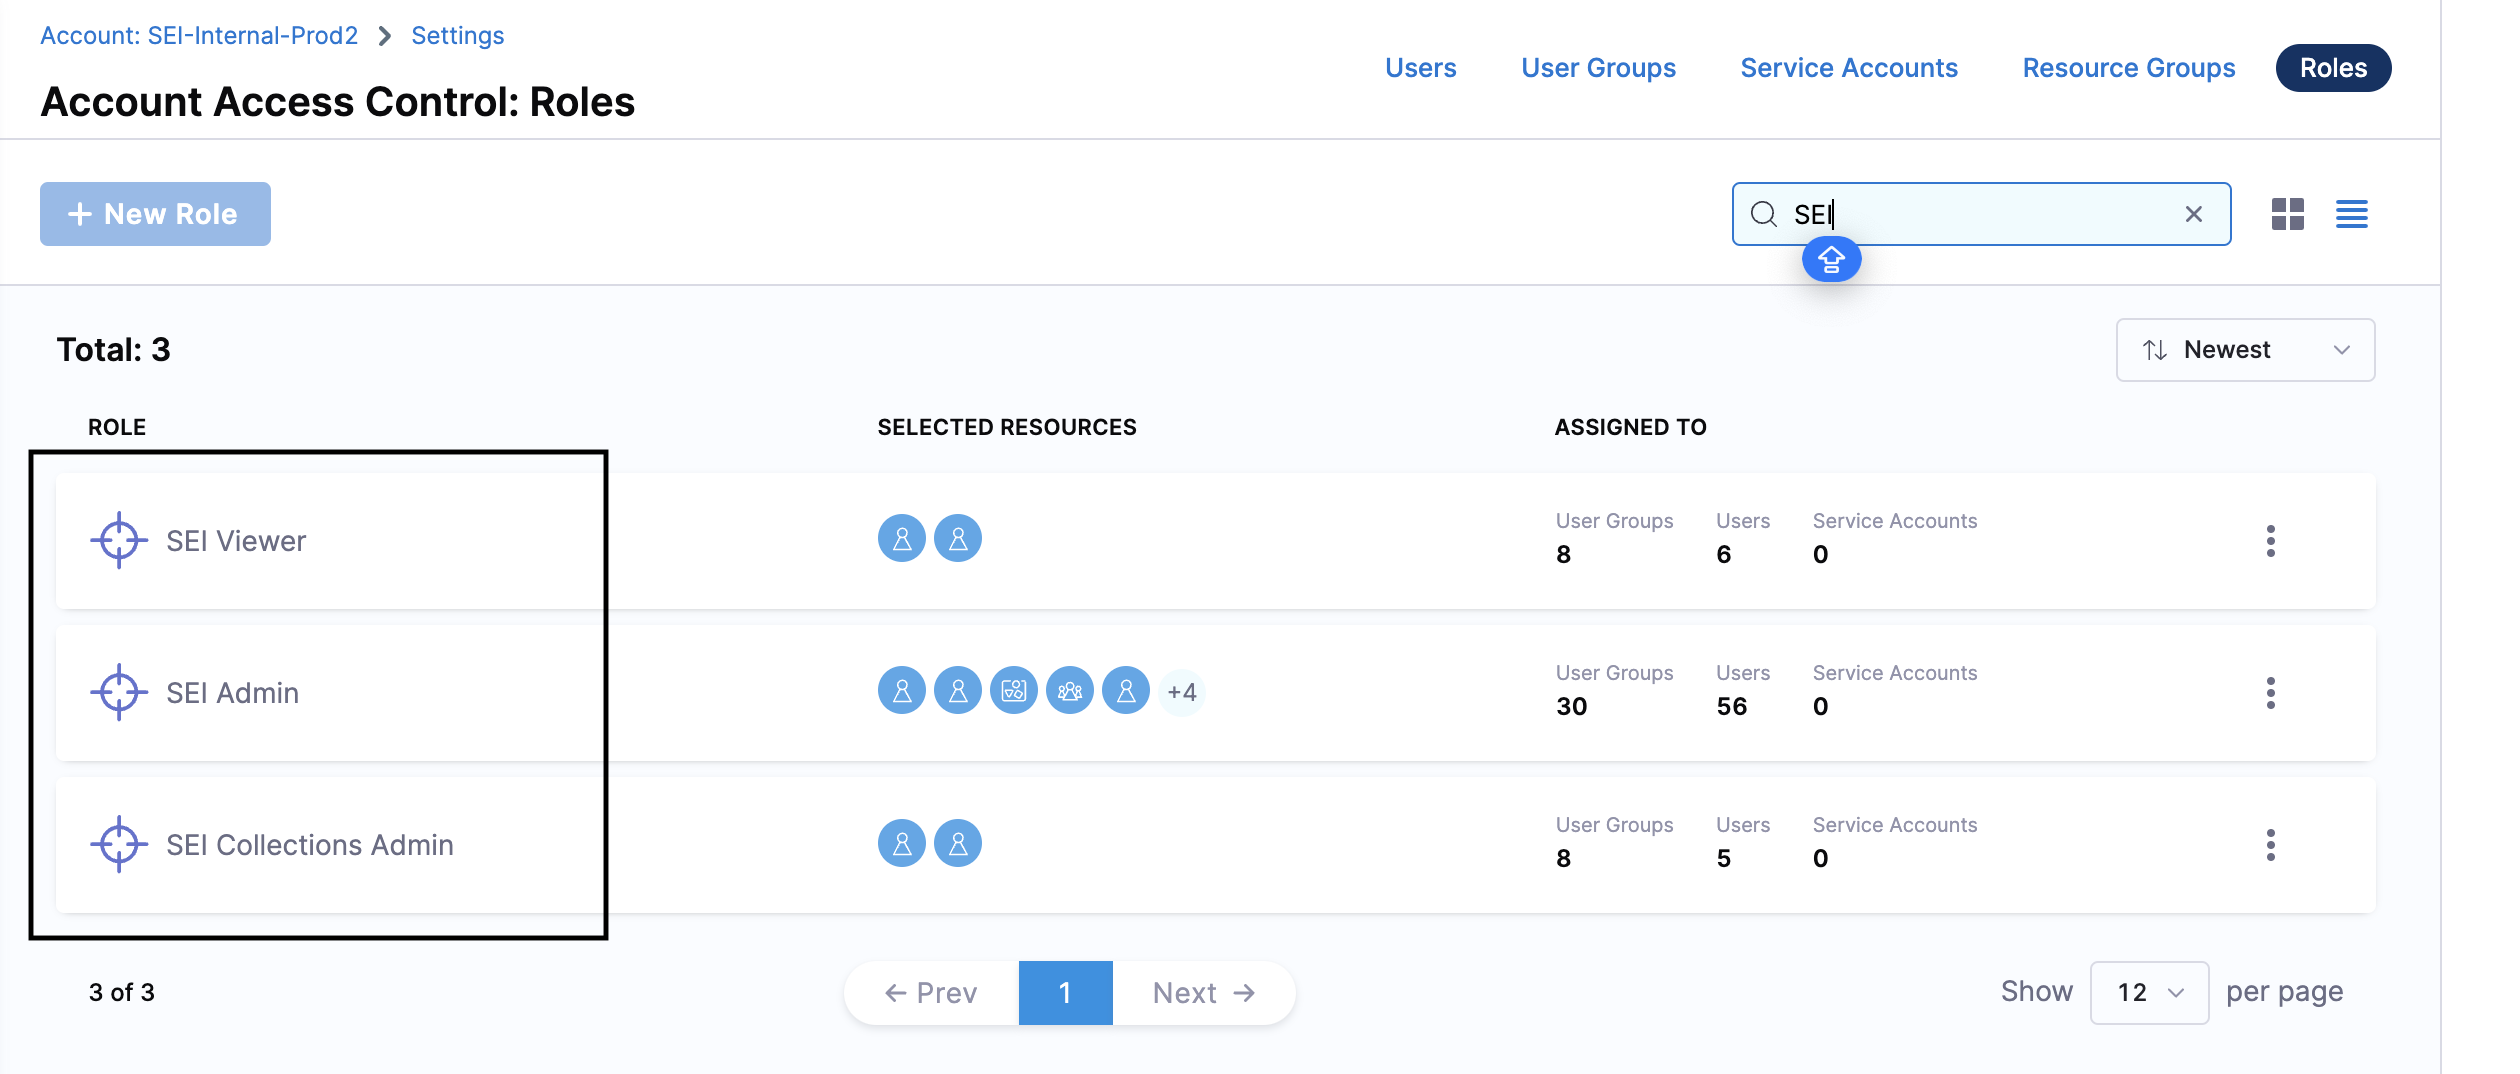 Account: SEI-Internal-Prod2 > Settings
Account Access Control: Roles
Users User Groups Service Accounts Resource Groups Roles
+ New Role
SEI
Total: 3
Newest
ROLE SELECTED RESOURCES ASSIGNED TO
SEI Viewer
User Groups Users Service Accounts
8 6 0
SEI Admin
+4
User Groups Users Service Accounts
30 56 0
SEI Collections Admin
User Groups Users Service Accounts
8 5 0
3 of 3
← Prev 1 Next →
Show 12 per page